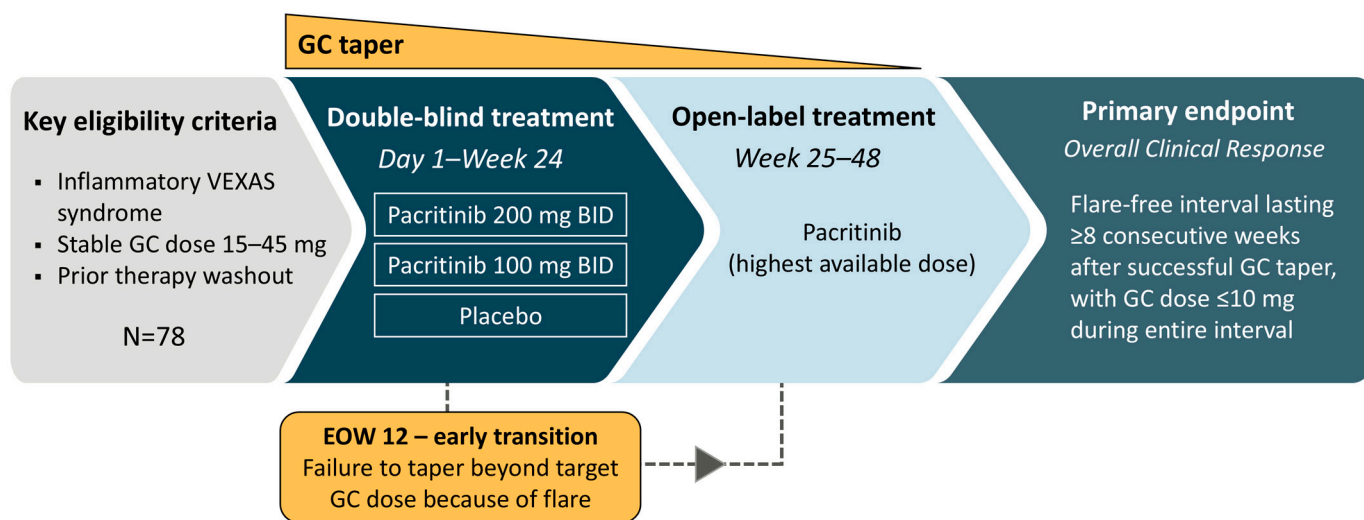 GC taper
Key eligibility criteria
▪ Inflammatory VEXAS
syndrome
▪ Stable GC dose 15–45 mg
▪ Prior therapy washout
N=78
Double-blind treatment
Day 1–Week 24
Pacritinib 200 mg BID
Pacritinib 100 mg BID
Placebo
Open-label treatment
Week 25–48
Pacritinib
(highest available dose)
Primary endpoint
Overall Clinical Response
Flare-free interval lasting
≥8 consecutive weeks
after successful GC taper,
with GC dose ≤10 mg
during entire interval
EOW 12 – early transition
Failure to taper beyond target
GC dose because of flare